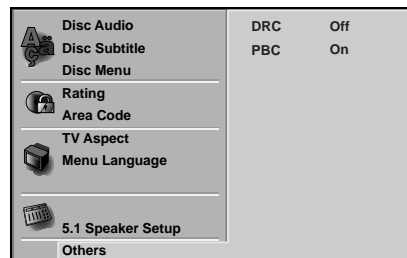 Disc Audio
Disc Subtitle
Disc Menu
Rating
Area Code
TV Aspect
Menu Language
5.1 Speaker Setup
Others
DRC Off
PBC On